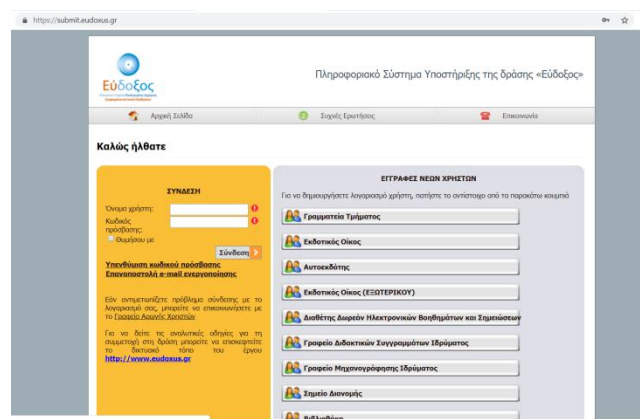 https://submit.eudoxus.gr
Εύδοξος
Πληροφοριακό Σύστημα Υποστήριξης της δράσης «Εύδοξος»
Αρχική Σελίδα
Συχνές Ερωτήσεις
Επικοινωνία
Καλώς ήλθατε
ΣΥΝΔΕΣΗ
Όνομα χρήστη:
Κωδικός
πρόσβασης:
Θυμήσου με
Σύνδεση
Υπενθύμιση κωδικού πρόσβασης
Επαναποστολή e-mail ενεργοποίησης
Εάν αντιμετωπίζετε πρόβλημα σύνδεσης με το
λογαριασμό σας, μπορείτε να επικοινωνήσετε με
το Γραφείο Αρωγής Χρηστών
Για να δείτε τις αναλυτικές οδηγίες για τη
συμμετοχή στη δράση μπορείτε να επισκεφτείτε
το δικτυακό τόπο του έργου
http://www.eudoxus.gr
ΕΓΓΡΑΦΕΣ ΝΕΩΝ ΧΡΗΣΤΩΝ
Για να δημιουργήσετε λογαριασμό χρήστη, πατήστε το αντίστοιχο από τα παρακάτω κουμπιά
Γραμματεία Τμήματος
Εκδοτικός Οίκος
Αυτοεκδότης
Εκδοτικός Οίκος (ΕΞΩΤΕΡΙΚΟΥ)
Διαθέτης Δωρεάν Ηλεκτρονικών Βοηθημάτων και Σημειώσεων
Γραφείο Διδακτικών Συγγραμμάτων Ιδρύματος
Γραφείο Μηχανογράφησης Ιδρύματος
Σημείο Διανομής
Βιβλιοθήκη